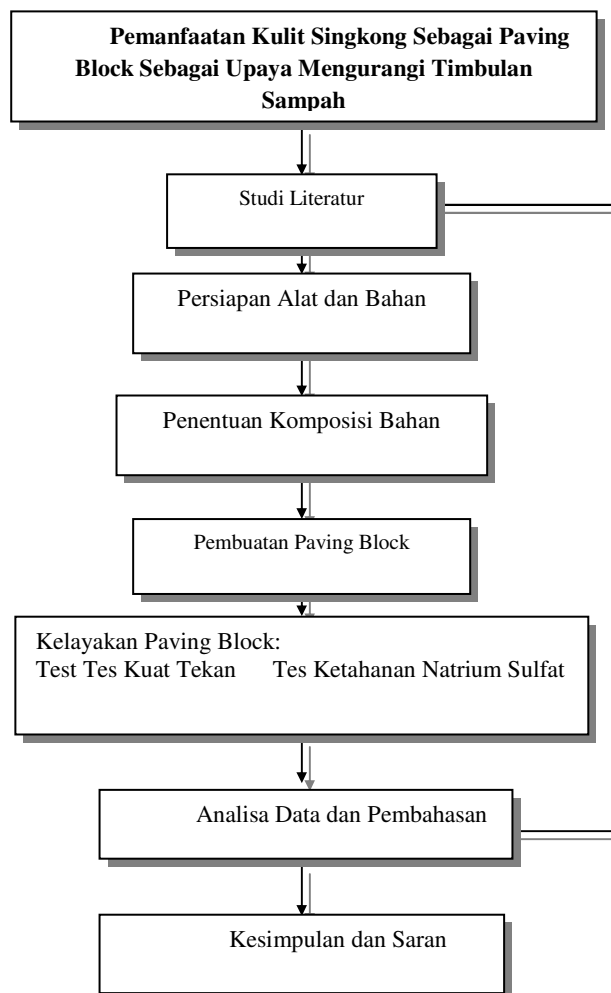 Pemanfaatan Kulit Singkong Sebagai Paving
Block Sebagai Upaya Mengurangi Timbulan
Sampah
Studi Literatur
Persiapan Alat dan Bahan
Penentuan Komposisi Bahan
Pembuatan Paving Block
Kelayakan Paving Block:
Test Tes Kuat Tekan Tes Ketahanan Natrium Sulfat
Analisa Data dan Pembahasan
Kesimpulan dan Saran